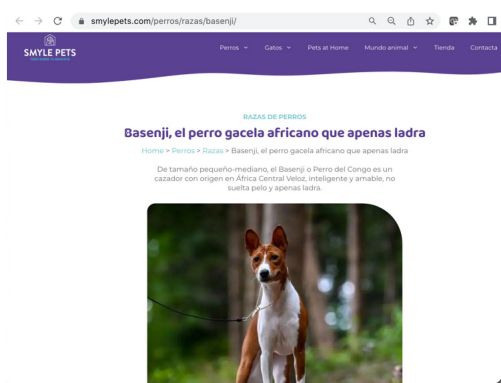 smylepets.com/perros/razas/basenji/
SMYLE PETS
Perros Gatos Pets at Home Mundo animal Tienda Contacta
RAZAS DE PERROS
Basenji, el perro gacela africano que apenas ladra
Home > Perros > Razas > Basenji, el perro gacela africano que apenas ladra
De tamaño pequeño-mediano, el Basenji o Perro del Congo es un
cazador con origen en África Central Veloz, inteligente y amable, no
suelta pelo y apenas ladra.